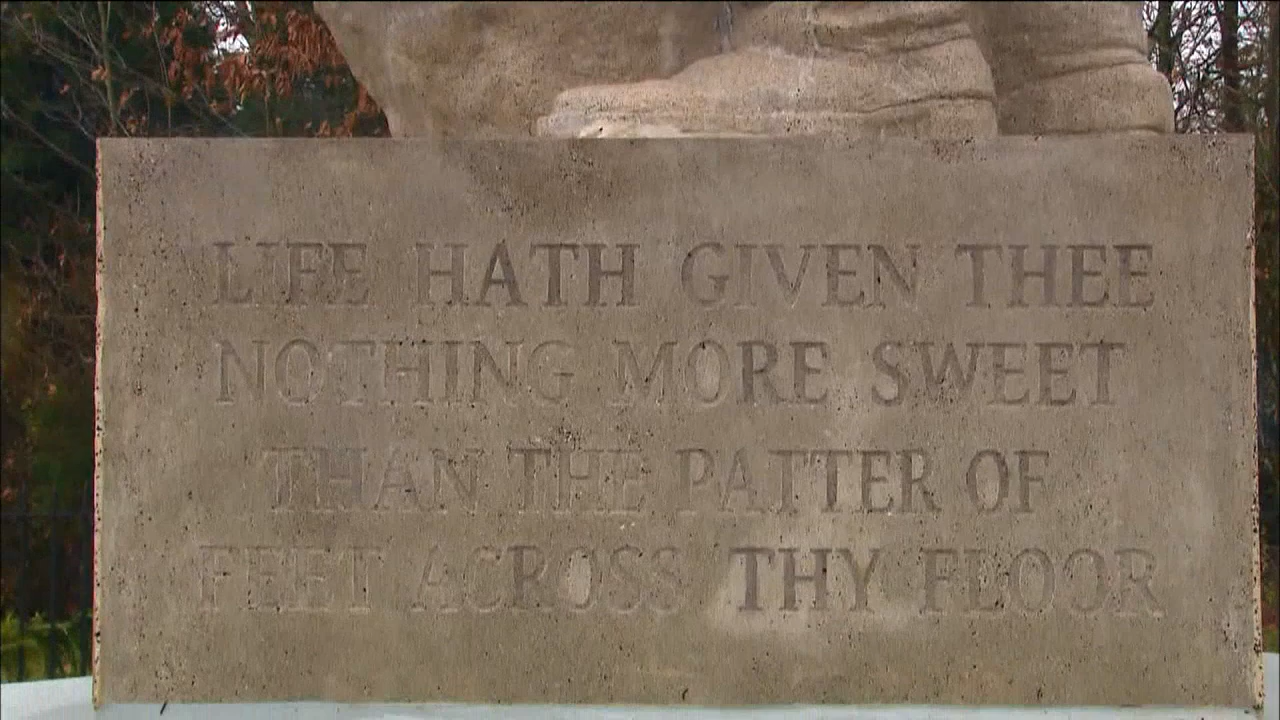 LIFE HATH GIVEN THEE
NOTHING MORE SWEET
THAN THE PATTER OF
FEET ACROSS THY FLOOR